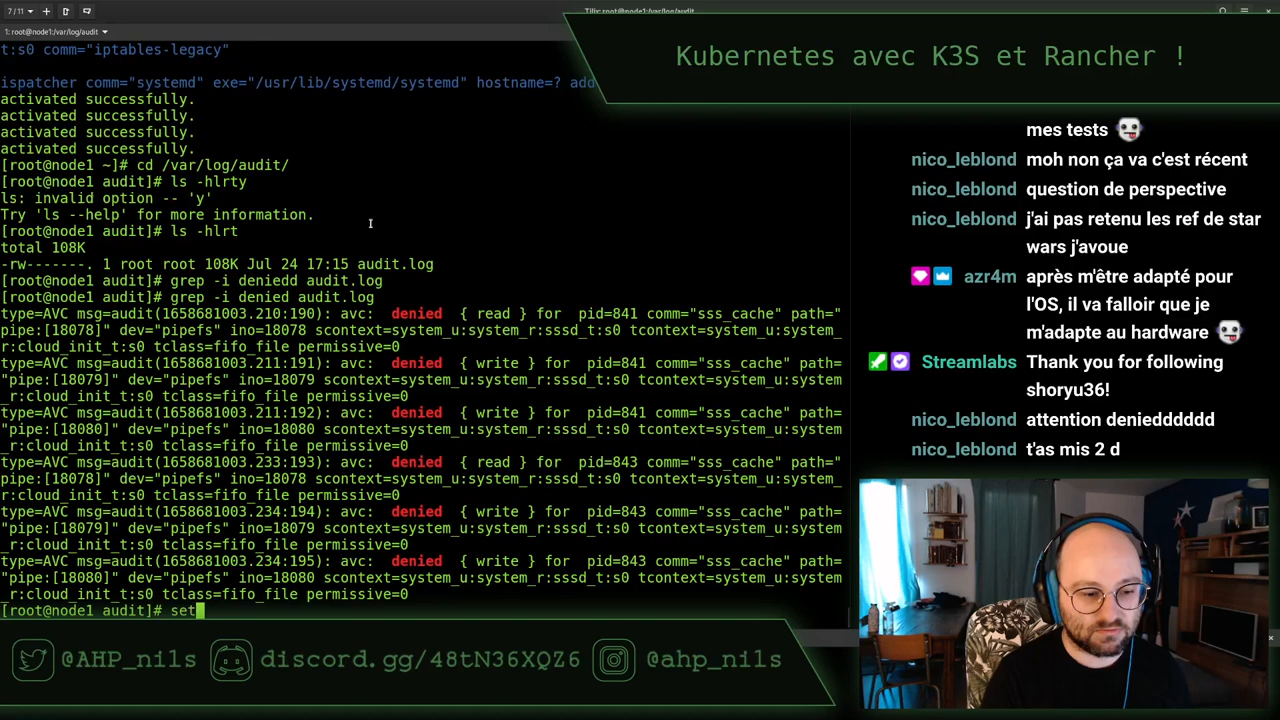 7 / 11
Tilix: root@node1:/var/log/audit
1: root@node1:/var/log/audit
t:s0 comm="iptables-legacy"
ispatcher comm="systemd" exe="/usr/lib/systemd/systemd" hostname=? add
activated successfully.
activated successfully.
activated successfully.
activated successfully.
[root@node1 ~]# cd /var/log/audit/
[root@node1 audit]# ls -hlrty
ls: invalid option -- 'y'
Try 'ls --help' for more information.
[root@node1 audit]# ls -hlrt
total 108K
-rw-------. 1 root root 108K Jul 24 17:15 audit.log
[root@node1 audit]# grep -i deniedd audit.log
[root@node1 audit]# grep -i denied audit.log
type=AVC msg=audit(1658681003.210:190): avc:  denied  { read } for  pid=841 comm="sss_cache" path="
pipe:[18078]" dev="pipefs" ino=18078 scontext=system_u:system_r:sssd_t:s0 tcontext=system_u:system_
r:cloud_init_t:s0 tclass=fifo_file permissive=0
type=AVC msg=audit(1658681003.211:191): avc:  denied  { write } for  pid=841 comm="sss_cache" path=
"pipe:[18079]" dev="pipefs" ino=18079 scontext=system_u:system_r:sssd_t:s0 tcontext=system_u:system
_r:cloud_init_t:s0 tclass=fifo_file permissive=0
type=AVC msg=audit(1658681003.211:192): avc:  denied  { write } for  pid=841 comm="sss_cache" path=
"pipe:[18080]" dev="pipefs" ino=18080 scontext=system_u:system_r:sssd_t:s0 tcontext=system_u:system
_r:cloud_init_t:s0 tclass=fifo_file permissive=0
type=AVC msg=audit(1658681003.233:193): avc:  denied  { read } for  pid=843 comm="sss_cache" path="
pipe:[18078]" dev="pipefs" ino=18078 scontext=system_u:system_r:sssd_t:s0 tcontext=system_u:system_
r:cloud_init_t:s0 tclass=fifo_file permissive=0
type=AVC msg=audit(1658681003.234:194): avc:  denied  { write } for  pid=843 comm="sss_cache" path=
"pipe:[18079]" dev="pipefs" ino=18079 scontext=system_u:system_r:sssd_t:s0 tcontext=system_u:system
_r:cloud_init_t:s0 tclass=fifo_file permissive=0
type=AVC msg=audit(1658681003.234:195): avc:  denied  { write } for  pid=843 comm="sss_cache" path=
"pipe:[18080]" dev="pipefs" ino=18080 scontext=system_u:system_r:sssd_t:s0 tcontext=system_u:system
_r:cloud_init_t:s0 tclass=fifo_file permissive=0
[root@node1 audit]# set
Kubernetes avec K3S et Rancher !
mes tests
nico_leblond moh non ça va c'est récent
nico_leblond question de perspective
nico_leblond j'ai pas retenu les ref de star
wars j'avoue
azr4m après m'être adapté pour
l'OS, il va falloir que je
m'adapte au hardware
Streamlabs Thank you for following
shoryu36!
nico_leblond attention deniedddddd
nico_leblond t'as mis 2 d
@AHP_nils discord.gg/48tN36XQZ6 @ahp_nils